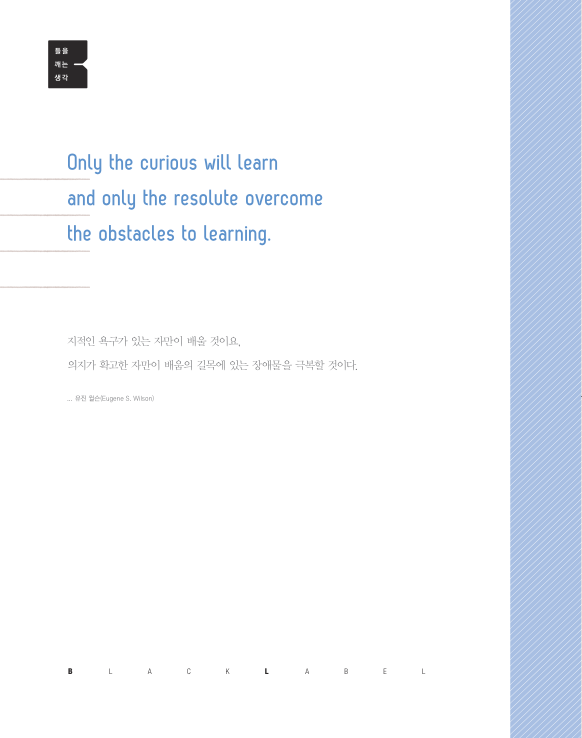 틀을
깨는
생각
Only the curious will learn
and only the resolute overcome
the obstacles to learning.
지적인 욕구가 있는 자만이 배울 것이요,
의지가 확고한 자만이 배움의 길목에 있는 장애물을 극복할 것이다.
... 유진 윌슨(Eugene S. Wilson)
B L A C K L A B E L